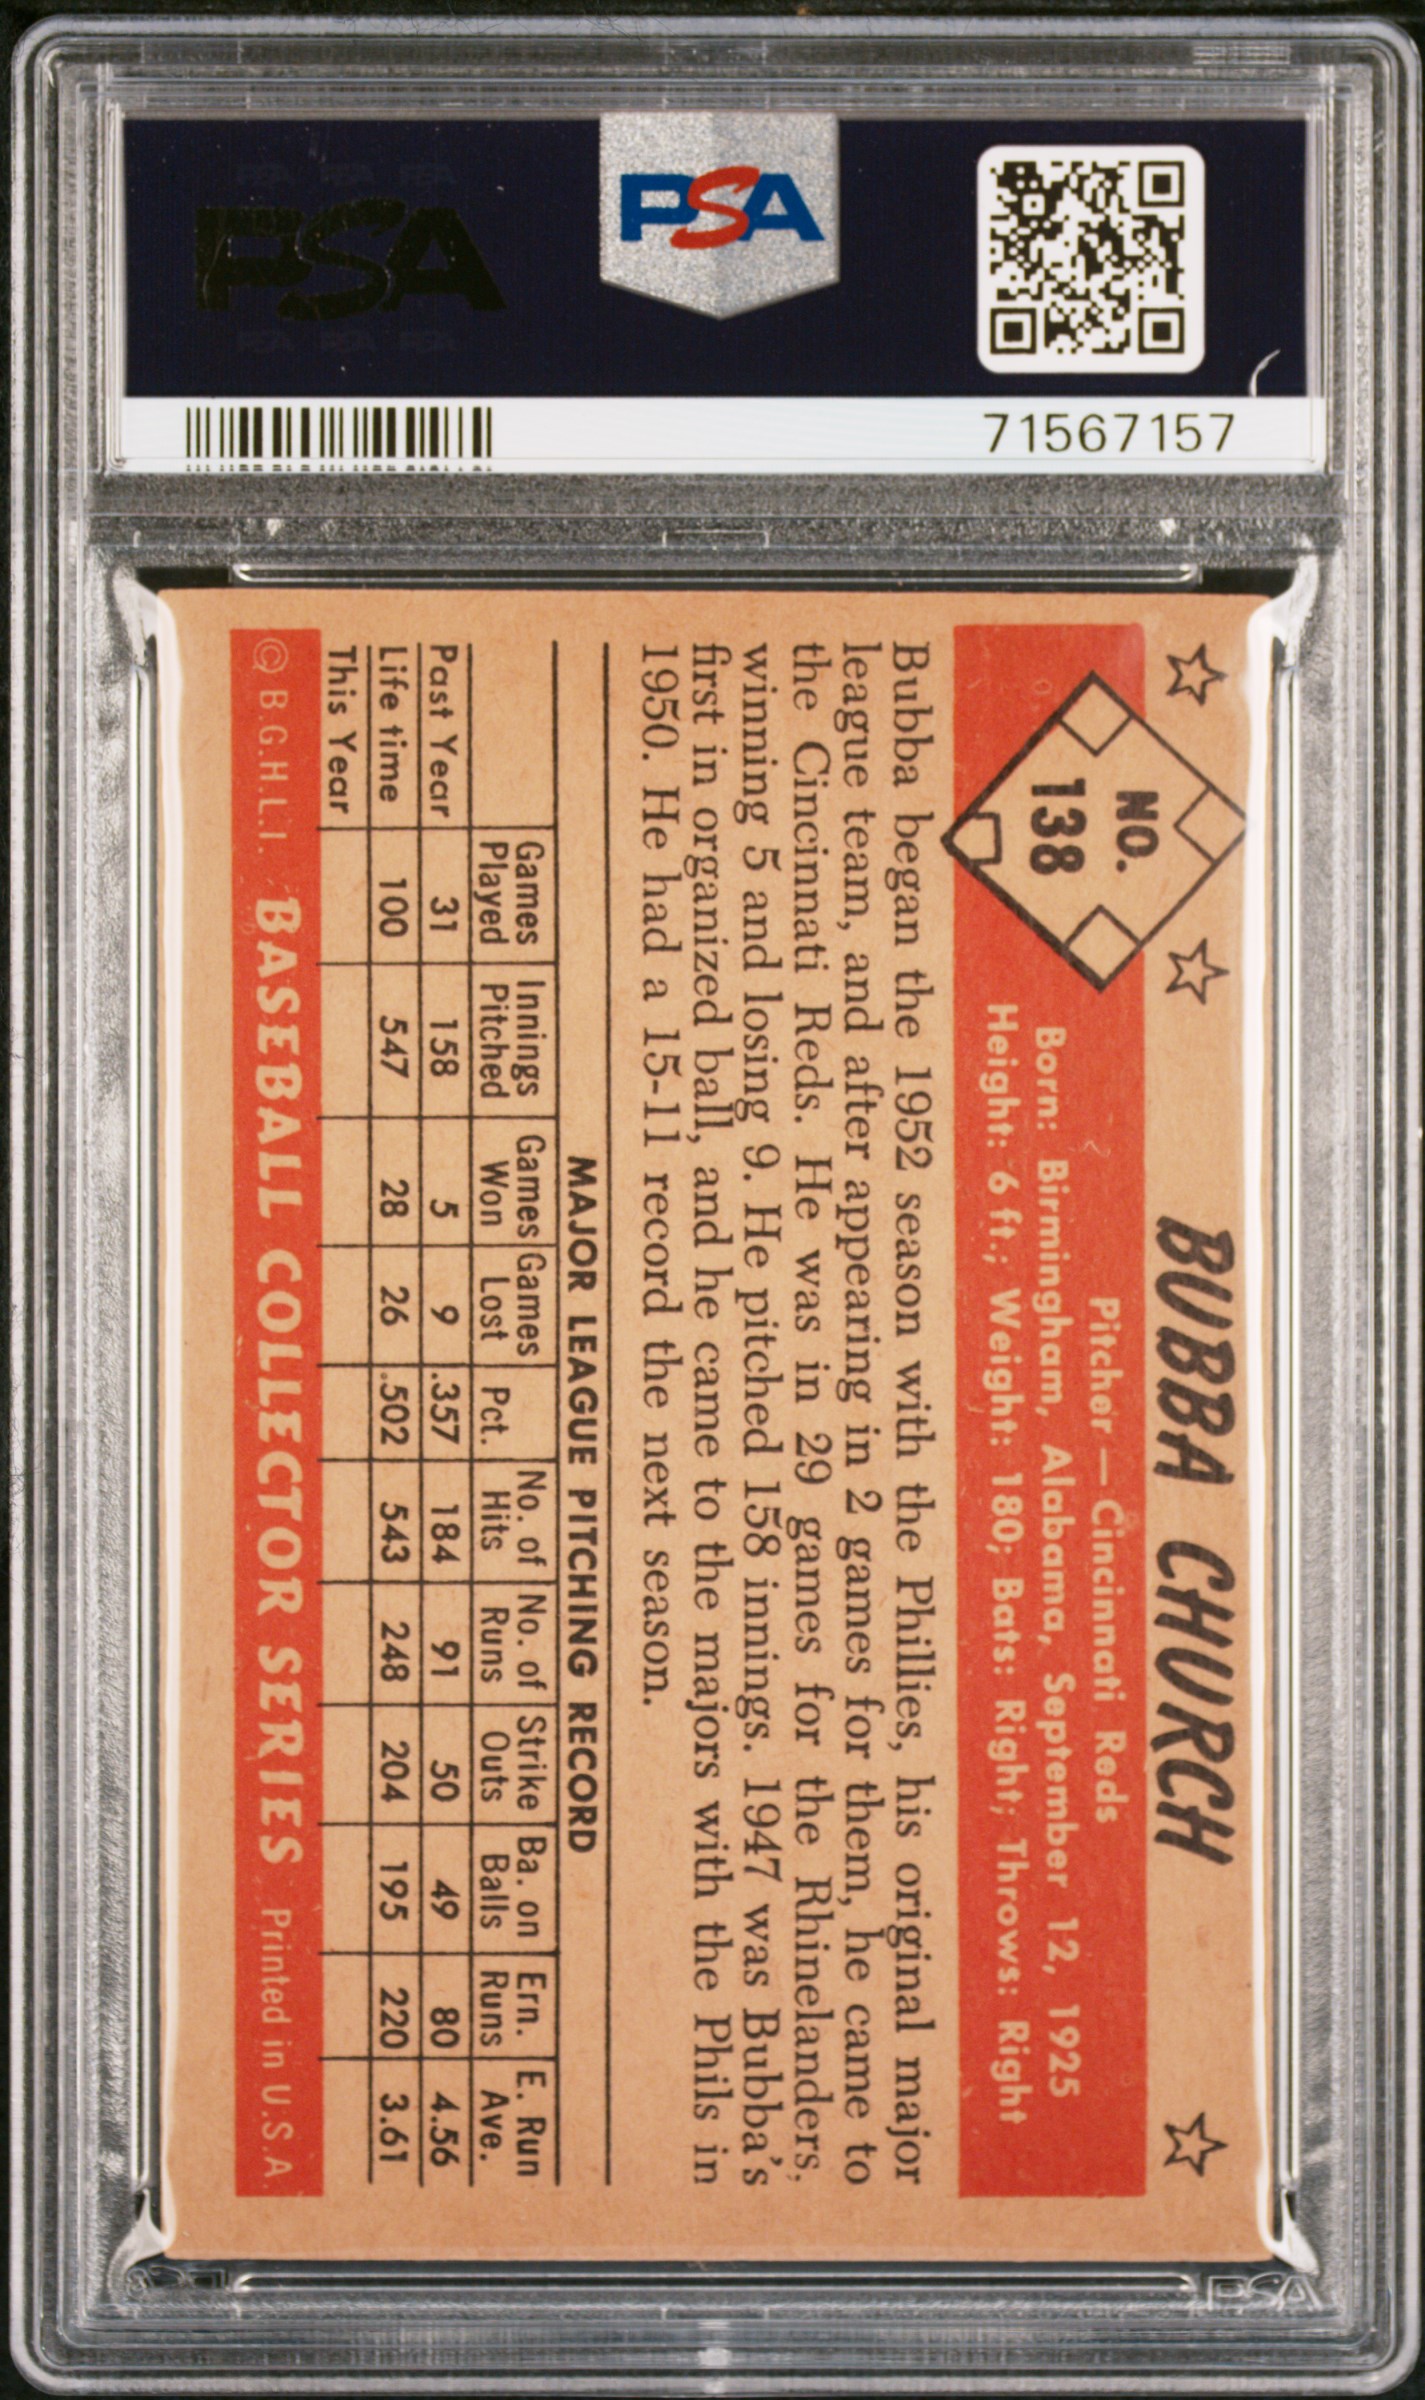 PSA PSA PSA
PSA
PSA PSA PSA
PSA
71567157
NO.
138
BUBBA CHURCH
Pitcher—Cincinnati Reds
Born: Birmingham, Alabama, September 12, 1925
Height: 6 ft.; Weight: 180; Bats: Right; Throws: Right
Bubba began the 1952 season with the Phillies, his original major
league team, and after appearing in 2 games for them, he came to
the Cincinnati Reds. He was in 29 games for the Rhinelanders,
winning 5 and losing 9. He pitched 158 innings. 1947 was Bubba's
first in organized ball, and he came to the majors with the Phils in
1950. He had a 15-11 record the next season.
MAJOR LEAGUE PITCHING RECORD
Games Played Innings Pitched Games Won Games Lost Pct. No. of Hits No. of Runs Strike Outs Ba. on Balls Ern. Runs E. Run Ave.
Past Year 31 158 5 9 .357 184 91 50 49 80 4.56
Life time 100 547 28 26 .502 543 248 204 195 220 3.61
This Year
© B.G.H.L.I. BASEBALL COLLECTOR SERIES Printed in U.S.A.
PSA